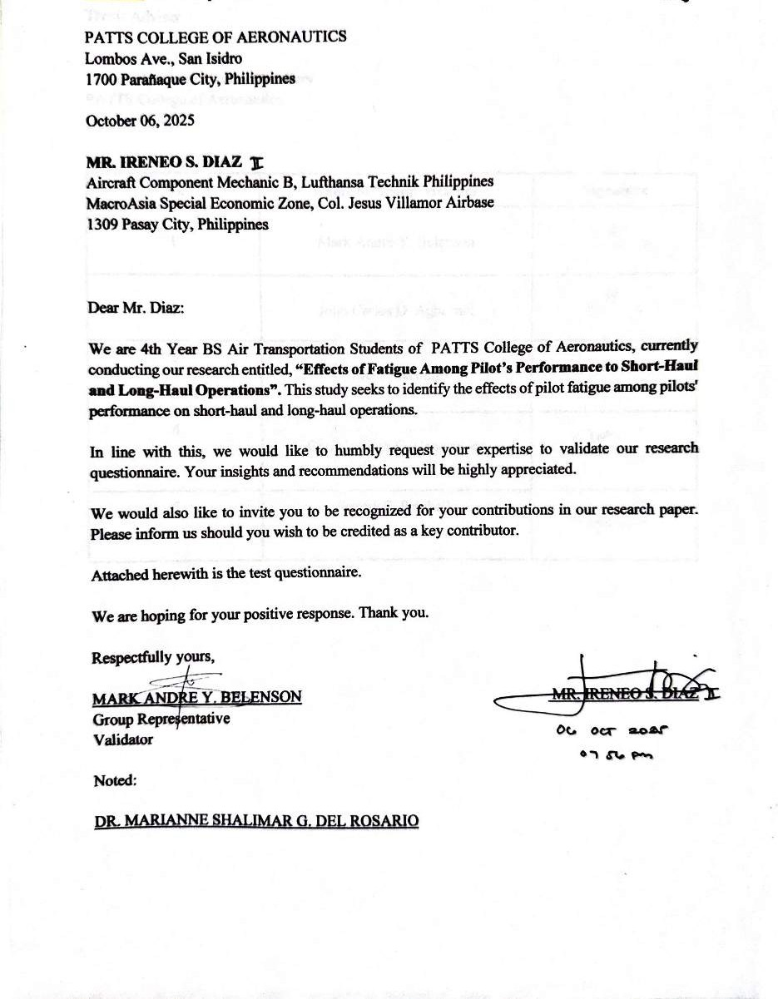 PATTS COLLEGE OF AERONAUTICS
Lombos Ave., San Isidro
1700 Parañaque City, Philippines
October 06, 2025
MR. IRENEO S. DIAZ II
Aircraft Component Mechanic B, Lufthansa Technik Philippines
MacroAsia Special Economic Zone, Col. Jesus Villamor Airbase
1309 Pasay City, Philippines
Dear Mr. Diaz:
We are 4th Year BS Air Transportation Students of PATTS College of Aeronautics, currently
conducting our research entitled, “Effects of Fatigue Among Pilot’s Performance to Short-Haul
and Long-Haul Operations”. This study seeks to identify the effects of pilot fatigue among pilots'
performance on short-haul and long-haul operations.
In line with this, we would like to humbly request your expertise to validate our research
questionnaire. Your insights and recommendations will be highly appreciated.
We would also like to invite you to be recognized for your contributions in our research paper.
Please inform us should you wish to be credited as a key contributor.
Attached herewith is the test questionnaire.
We are hoping for your positive response. Thank you.
Respectfully yours,
MARK ANDRE Y. BELENSON
Group Representative
Validator
MR. IRENEO S. DIAZ II
06 OCT 2025
07 56 pm
Noted:
DR. MARIANNE SHALIMAR G. DEL ROSARIO